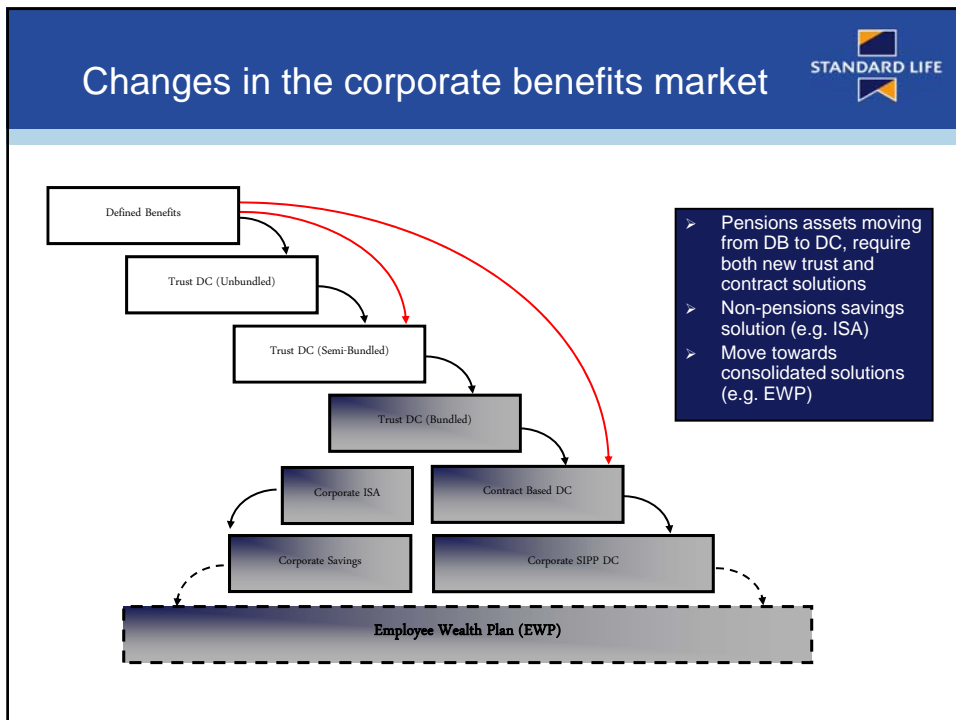 Changes in the corporate benefits market
STANDARD LIFE
Defined Benefits
Trust DC (Unbundled)
Trust DC (Semi-Bundled)
Trust DC (Bundled)
Corporate ISA
Contract Based DC
Corporate Savings
Corporate SIPP DC
Employee Wealth Plan (EWP)
➢ Pensions assets moving
from DB to DC, require
both new trust and
contract solutions
➢ Non-pensions savings
solution (e.g. ISA)
➢ Move towards
consolidated solutions
(e.g. EWP)